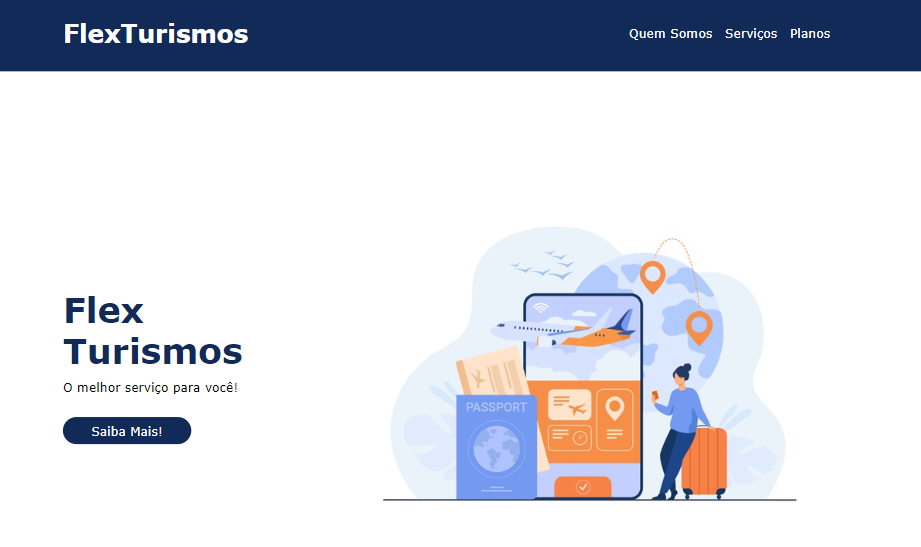 FlexTurismos
Quem Somos Serviços Planos
Flex
Turismos
O melhor serviço para você!
Saiba Mais!
PASSPORT